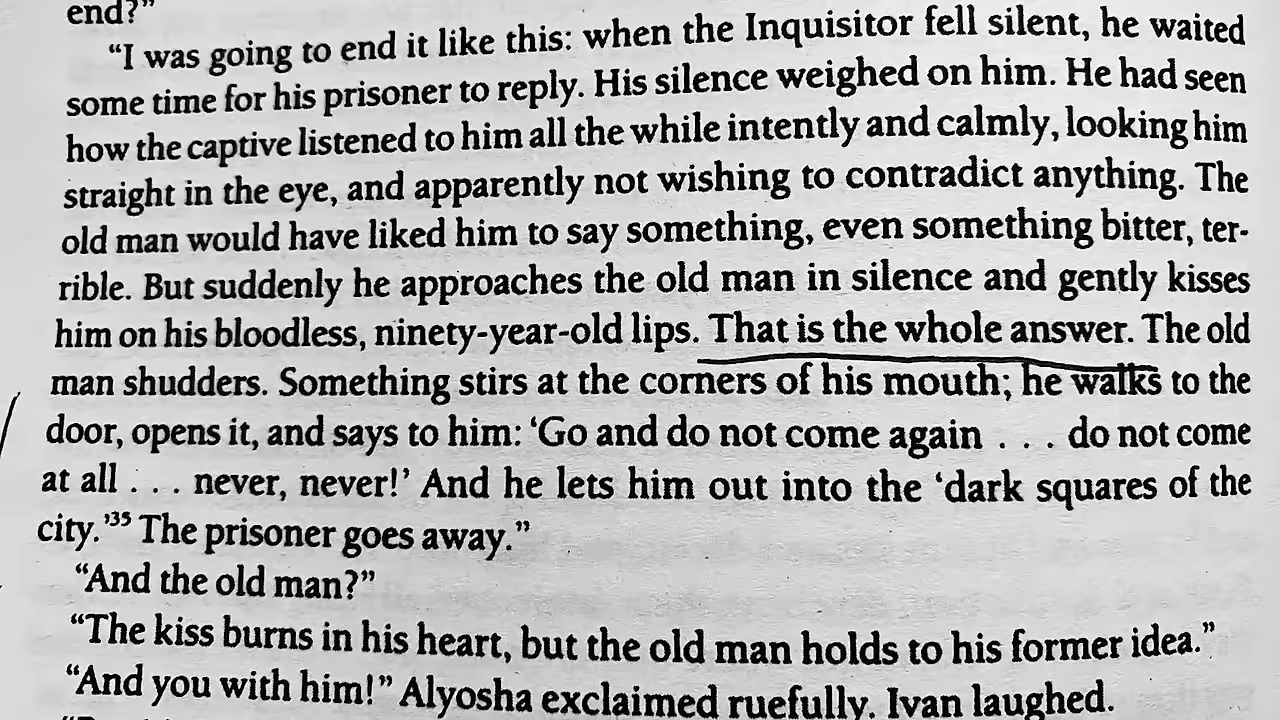 end?”
“I was going to end it like this: when the Inquisitor fell silent, he waited
some time for his prisoner to reply. His silence weighed on him. He had seen
how the captive listened to him all the while intently and calmly, looking him
straight in the eye, and apparently not wishing to contradict anything. The
old man would have liked him to say something, even something bitter, ter-
rible. But suddenly he approaches the old man in silence and gently kisses
him on his bloodless, ninety-year-old lips. That is the whole answer. The old
man shudders. Something stirs at the corners of his mouth; he walks to the
door, opens it, and says to him: ‘Go and do not come again . . . do not come
at all . . . never, never!’ And he lets him out into the ‘dark squares of the
city.’35 The prisoner goes away.”
“And the old man?”
“The kiss burns in his heart, but the old man holds to his former idea.”
“And you with him!” Alyosha exclaimed ruefully. Ivan laughed.